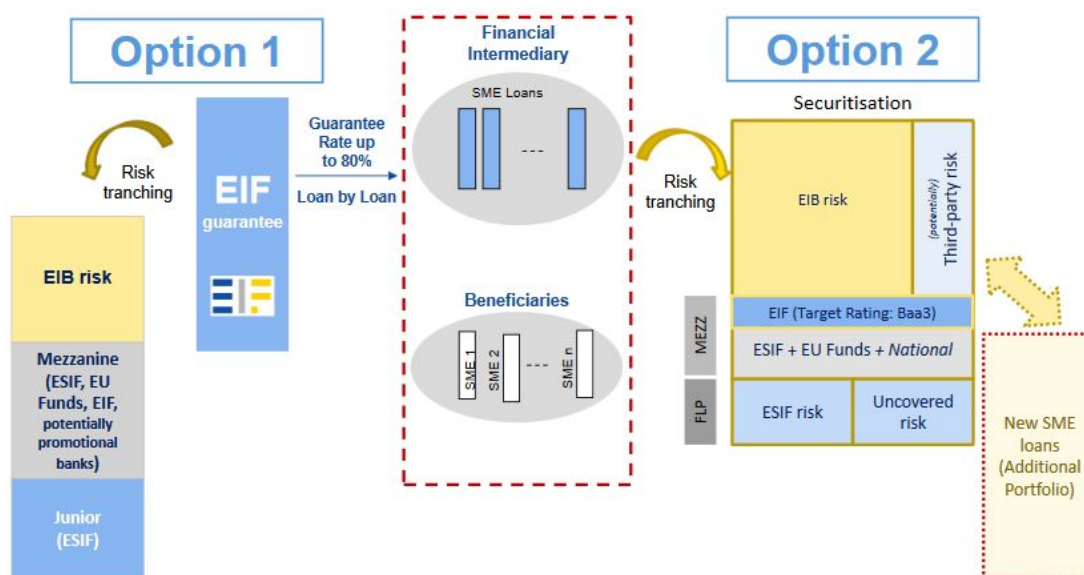 Option 1
Risk
tranching
EIF
guarantee
EIF
EIB risk
Mezzanine
(ESIF, EU
Funds, EIF,
potentially
promotional
banks)
Junior
(ESIF)
Guarantee
Rate up
to 80%
Loan by Loan
Financial
Intermediary
SME Loans
---
Beneficiaries
SME 1
SME 2
----
SME n
Option 2
Risk
tranching
Securitisation
EIB risk
(potentially)
Third-party risk
MEZZ
EIF (Target Rating: Baa3)
ESIF + EU Funds + National
FLP
ESIF risk
Uncovered
risk
New SME
loans
(Additional
Portfolio)